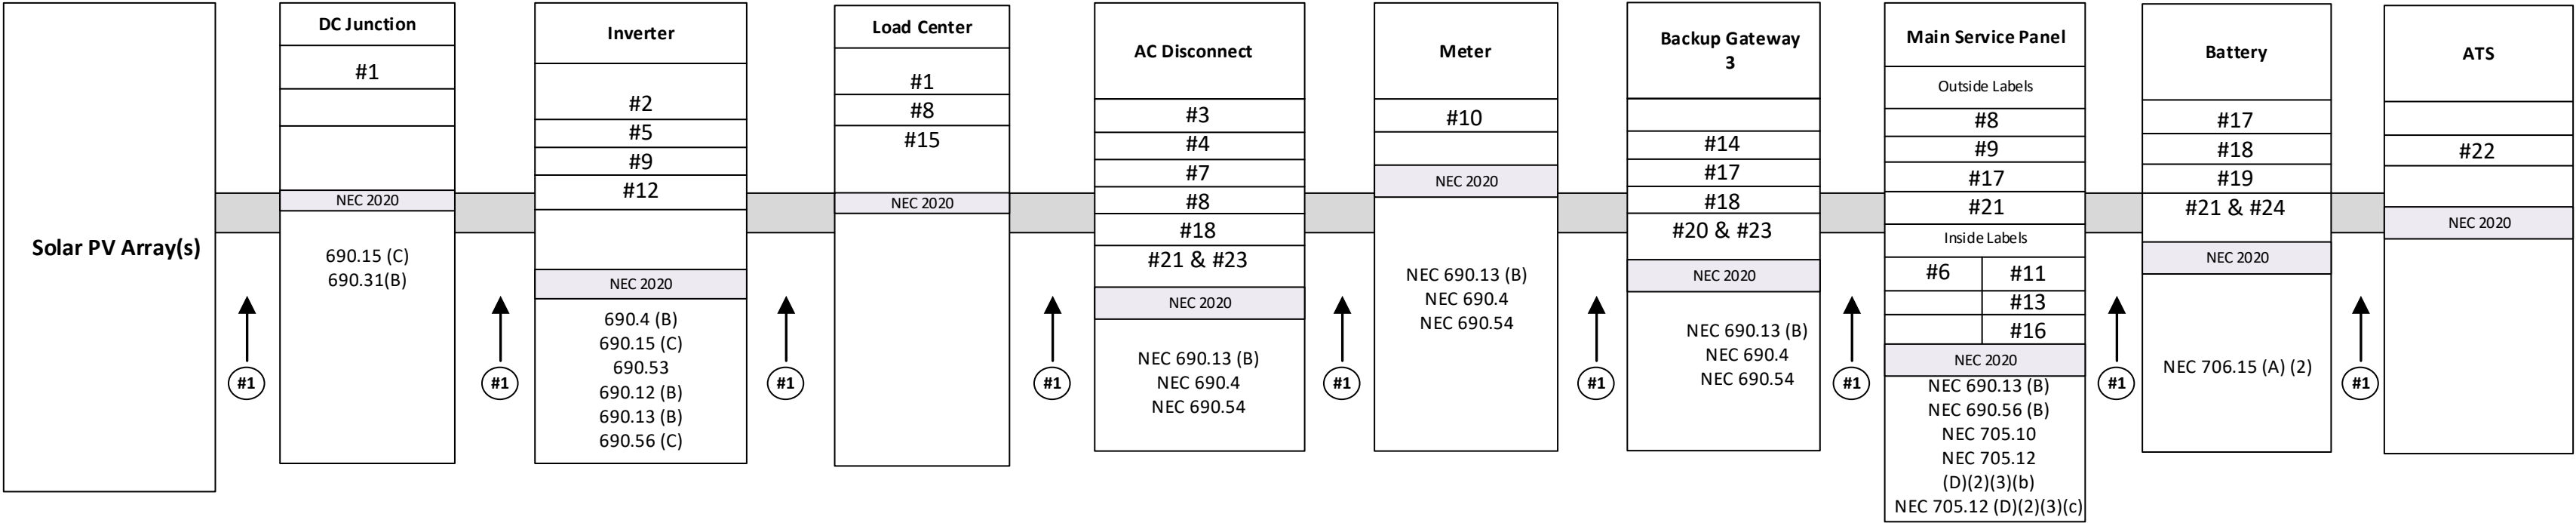 Solar PV Array(s)
#1
DC Junction
#1
NEC 2020
690.15 (C)
690.31(B)
#1
Inverter
#2
#5
#9
#12
NEC 2020
690.4 (B)
690.15 (C)
690.53
690.12 (B)
690.13 (B)
690.56 (C)
#1
Load Center
#1
#8
#15
NEC 2020
#1
AC Disconnect
#3
#4
#7
#8
#18
#21 & #23
NEC 2020
NEC 690.13 (B)
NEC 690.4
NEC 690.54
#1
Meter
#10
NEC 2020
NEC 690.13 (B)
NEC 690.4
NEC 690.54
#1
Backup Gateway
3
#14
#17
#18
#20 & #23
NEC 2020
NEC 690.13 (B)
NEC 690.4
NEC 690.54
#1
Main Service Panel
Outside Labels
#8
#9
#17
#21
Inside Labels
#6 #11
#13
#16
NEC 2020
NEC 690.13 (B)
NEC 690.56 (B)
NEC 705.10
NEC 705.12
(D)(2)(3)(b)
NEC 705.12 (D)(2)(3)(c)
#1
Battery
#17
#18
#19
#21 & #24
NEC 2020
NEC 706.15 (A) (2)
#1
ATS
#22
NEC 2020